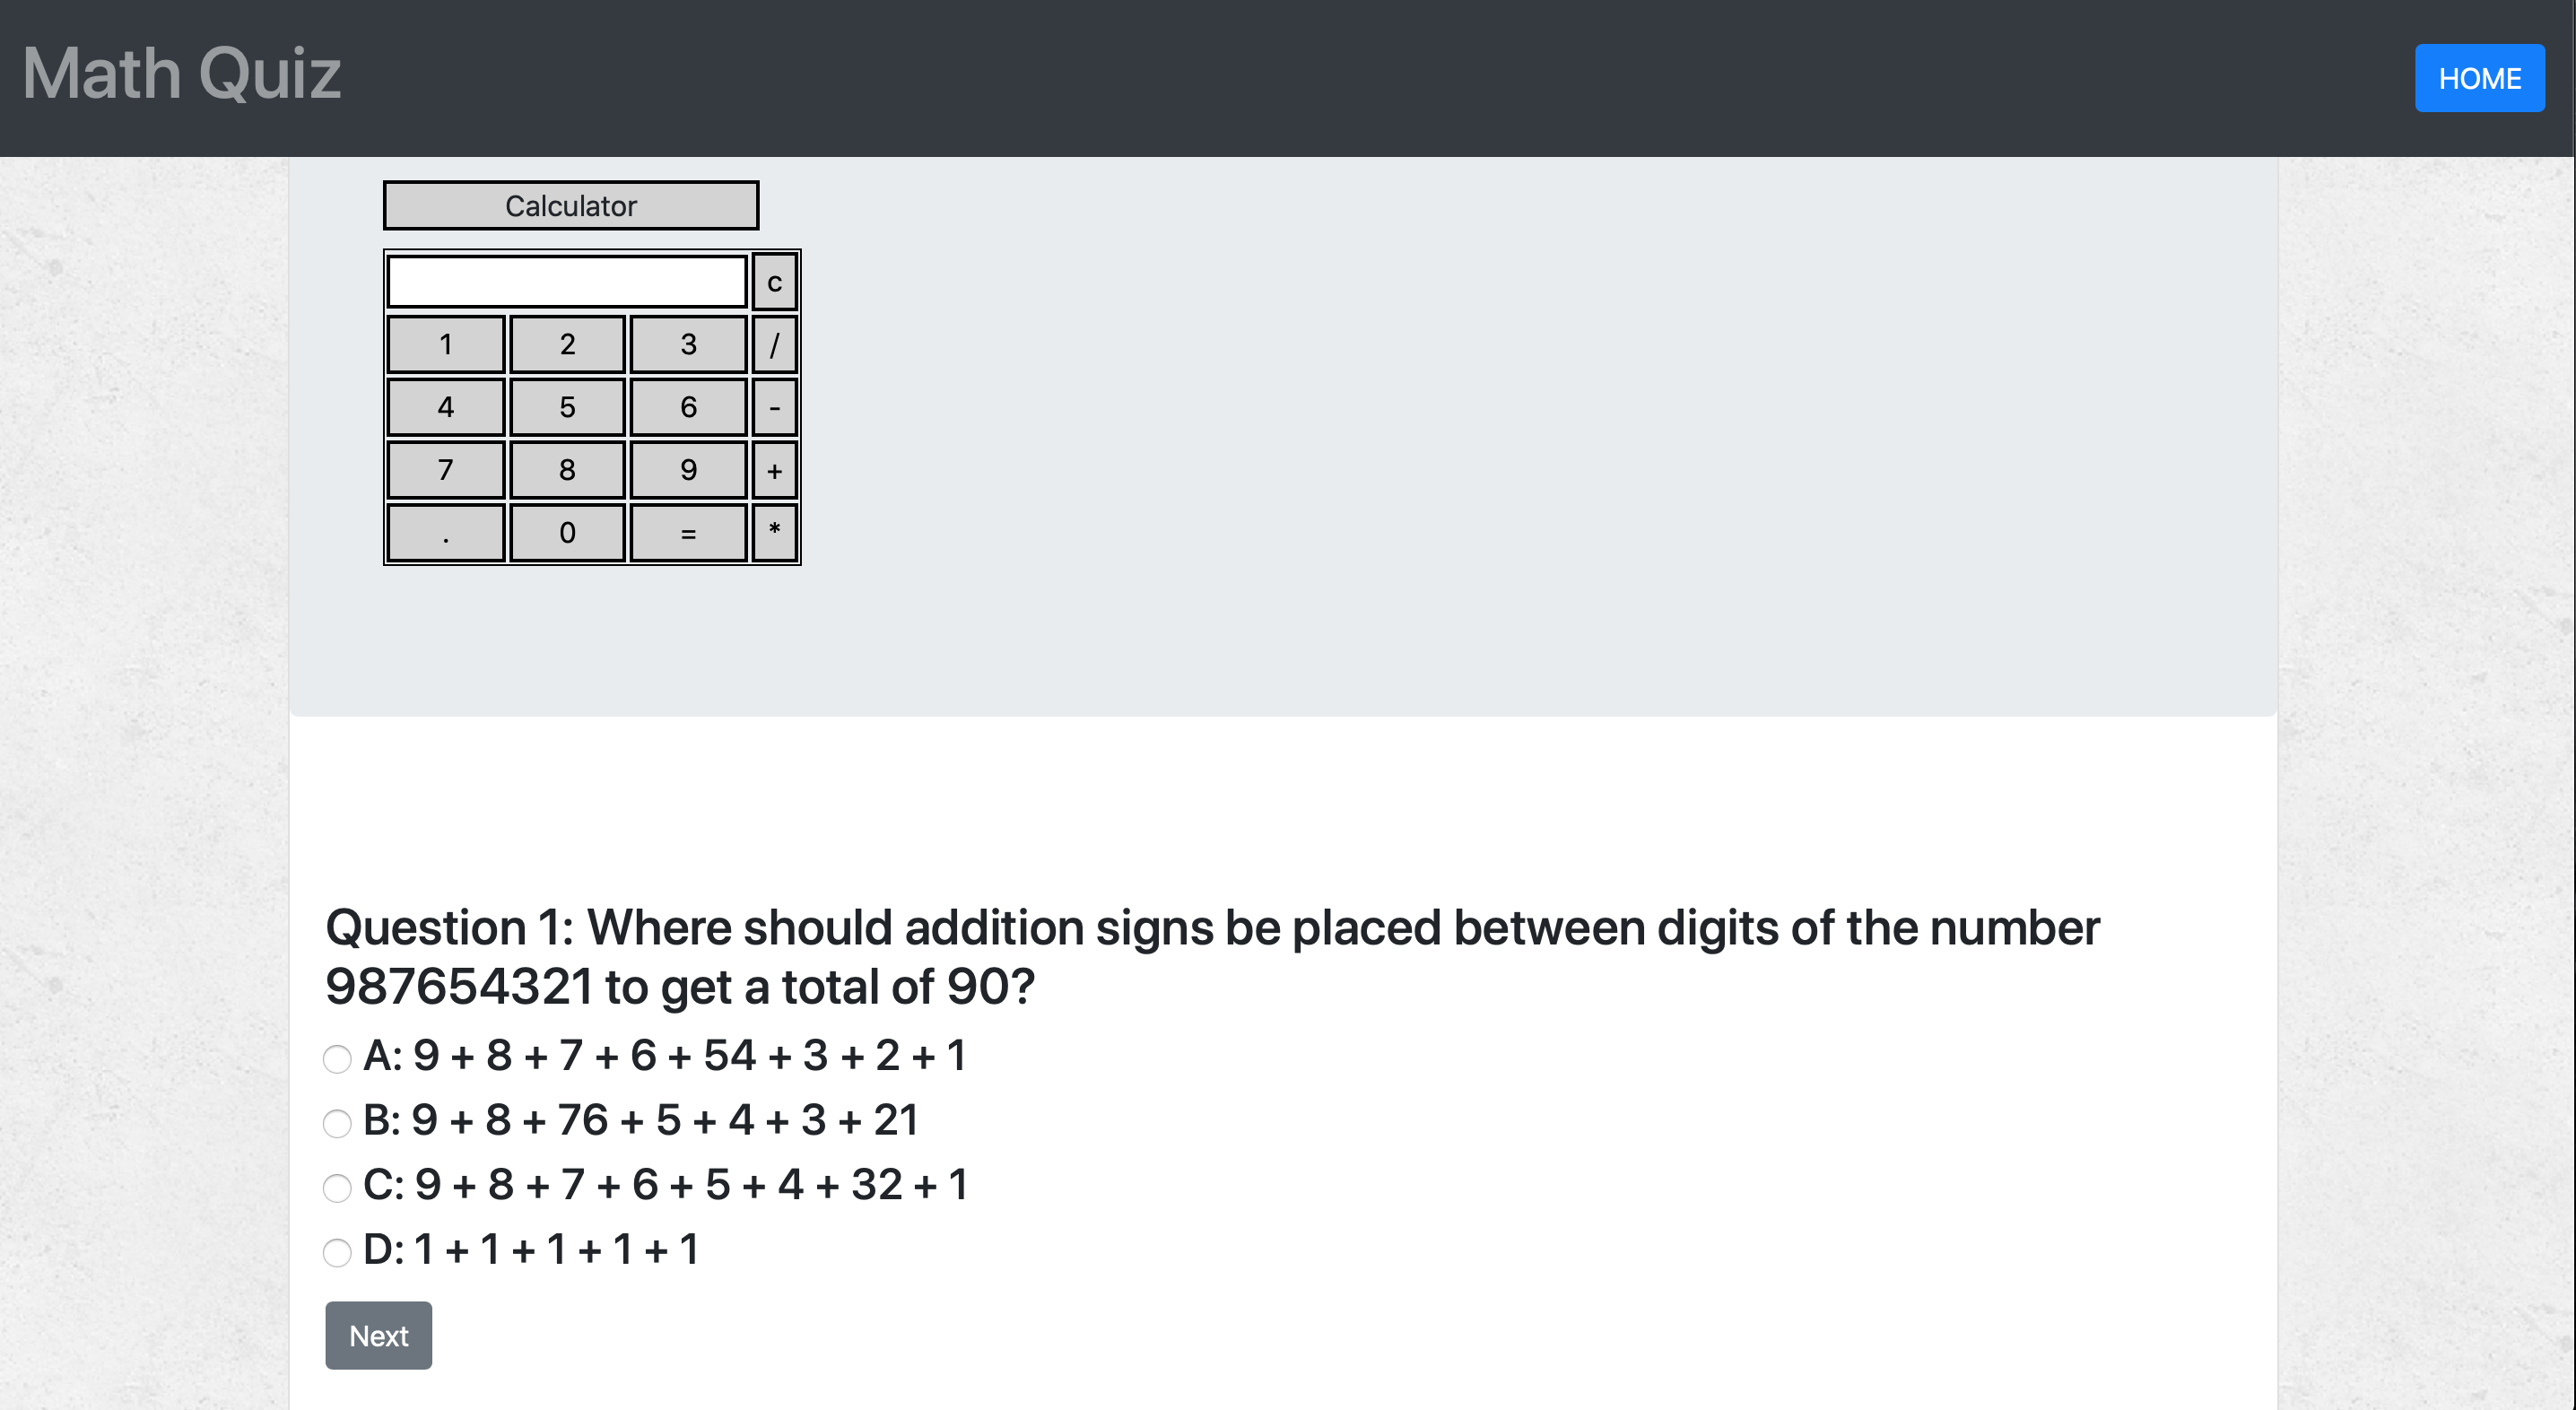 Math Quiz
HOME
Calculator
c
1 2 3 /
4 5 6 -
7 8 9 +
. 0 = *
Question 1: Where should addition signs be placed between digits of the number
987654321 to get a total of 90?
A: 9 + 8 + 7 + 6 + 54 + 3 + 2 + 1
B: 9 + 8 + 76 + 5 + 4 + 3 + 21
C: 9 + 8 + 7 + 6 + 5 + 4 + 32 + 1
D: 1 + 1 + 1 + 1 + 1
Next